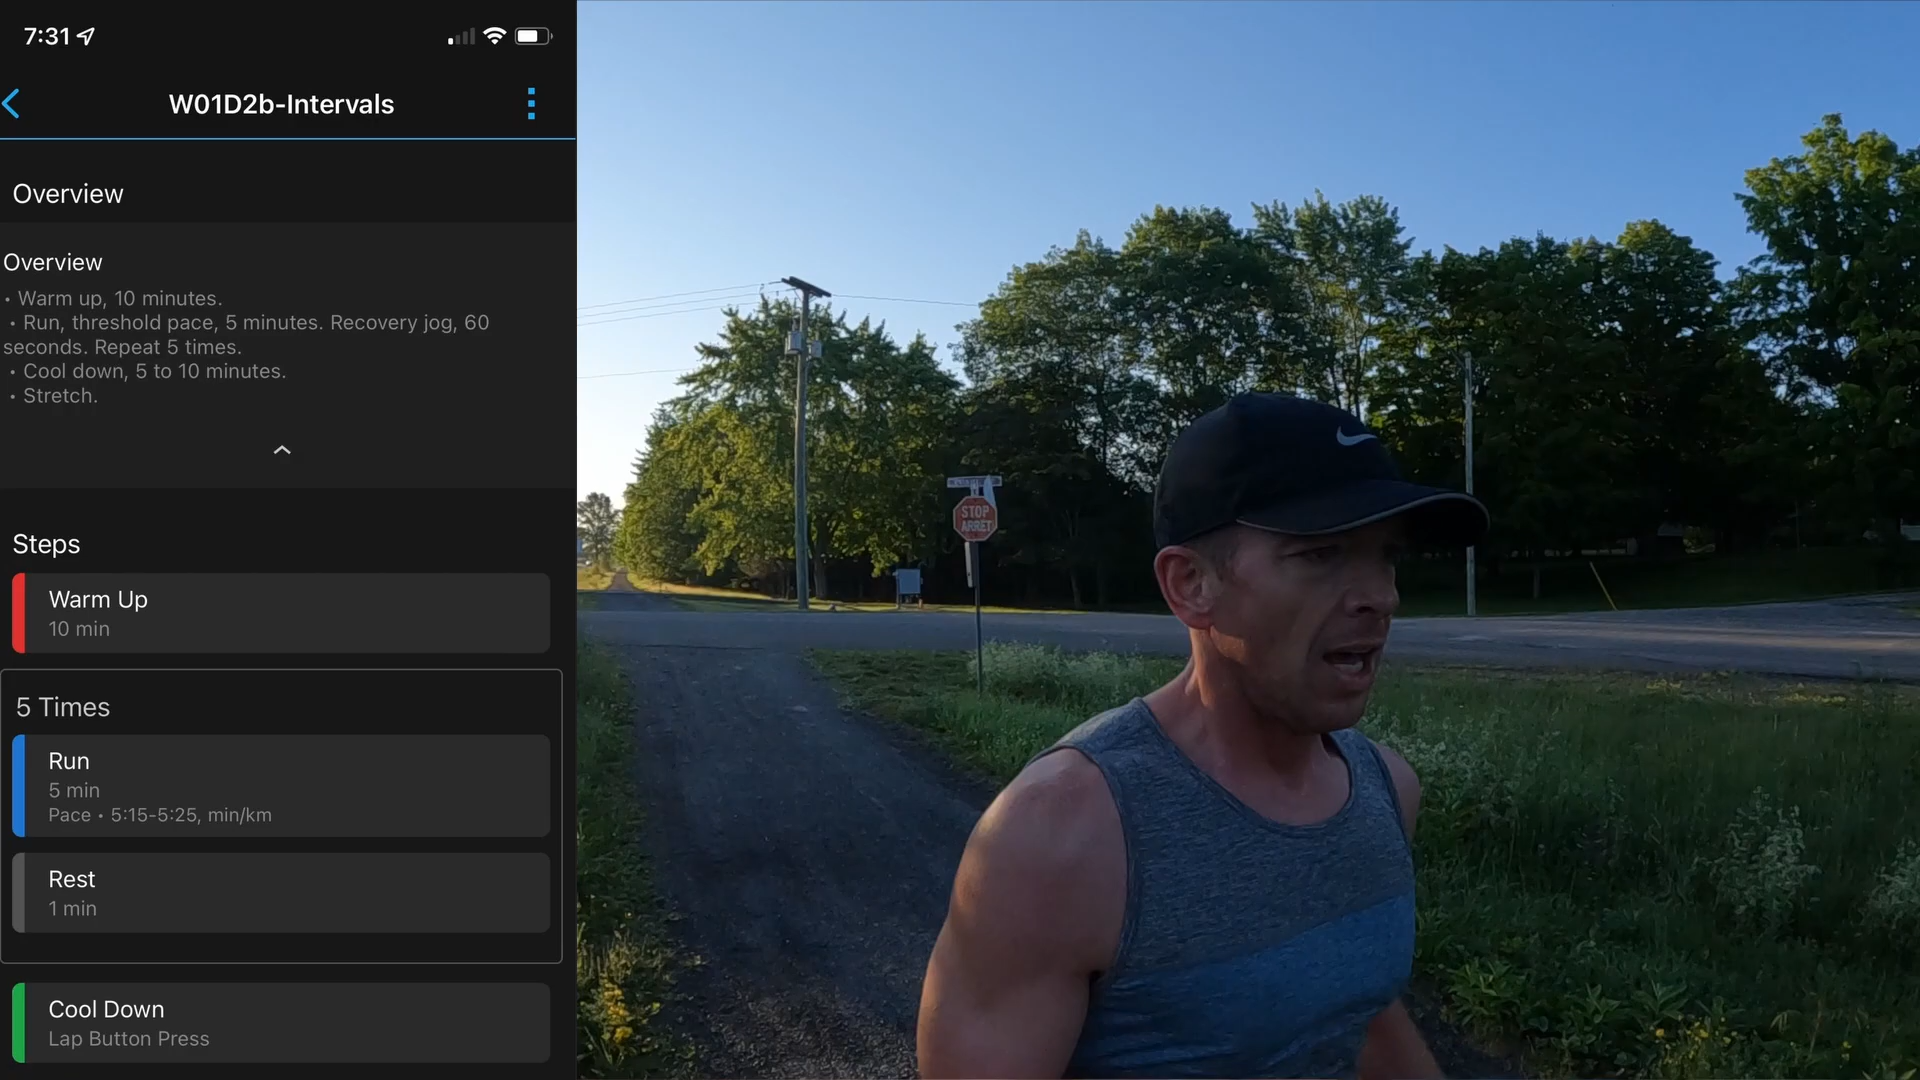 7:31
W01D2b-Intervals
Overview
Overview
• Warm up, 10 minutes.
• Run, threshold pace, 5 minutes. Recovery jog, 60
seconds. Repeat 5 times.
• Cool down, 5 to 10 minutes.
• Stretch.
Steps
Warm Up
10 min
5 Times
Run
5 min
Pace • 5:15-5:25, min/km
Rest
1 min
Cool Down
Lap Button Press
STOP
ARRÊT